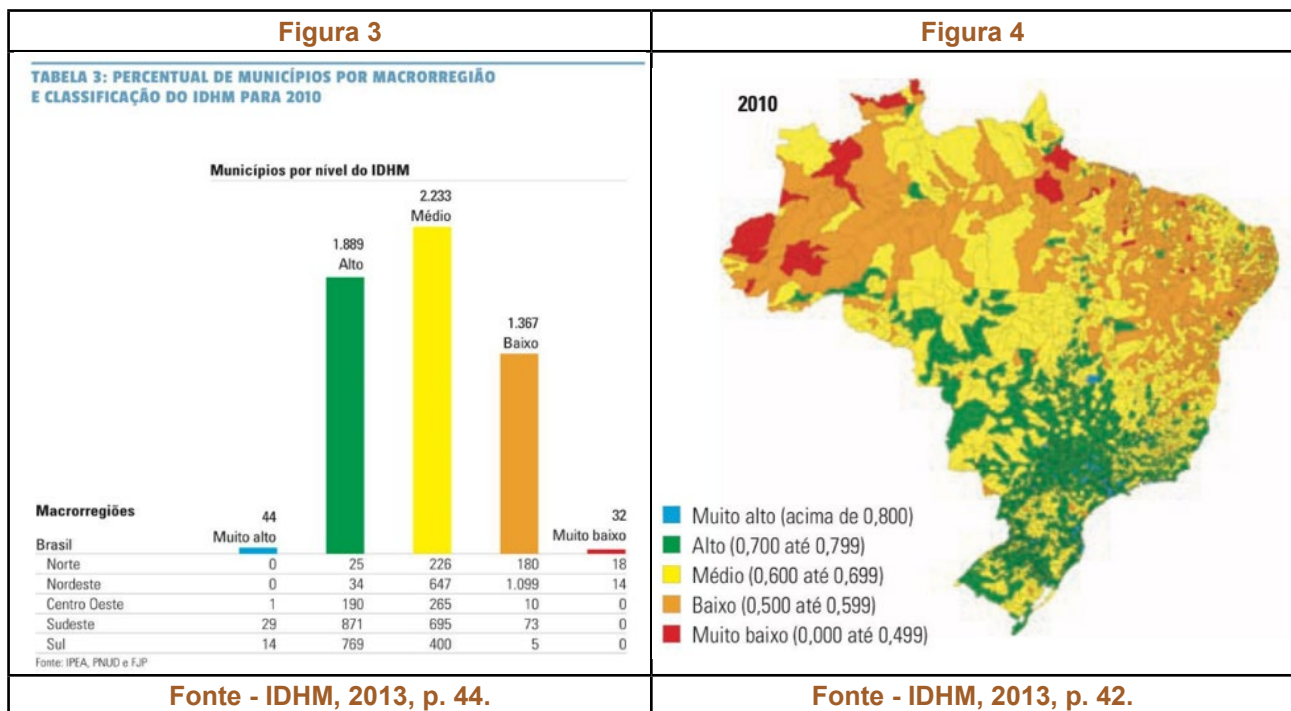 Figura 3
TABELA 3: PERCENTUAL DE MUNICÍPIOS POR MACRORREGIÃO
E CLASSIFICAÇÃO DO IDHM PARA 2010
Municípios por nível do IDHM
2.233
Médio
1.889
Alto
1.367
Baixo
44
Muito alto
32
Muito baixo
Macrorregiões
Brasil
Norte 0 25 226 180 18
Nordeste 0 34 647 1.099 14
Centro Oeste 1 190 265 10 0
Sudeste 29 871 695 73 0
Sul 14 769 400 5 0
Fonte: IPEA, PNUD e FJP
Fonte - IDHM, 2013, p. 44.
Figura 4
2010
Muito alto (acima de 0,800)
Alto (0,700 até 0,799)
Médio (0,600 até 0,699)
Baixo (0,500 até 0,599)
Muito baixo (0,000 até 0,499)
Fonte - IDHM, 2013, p. 42.